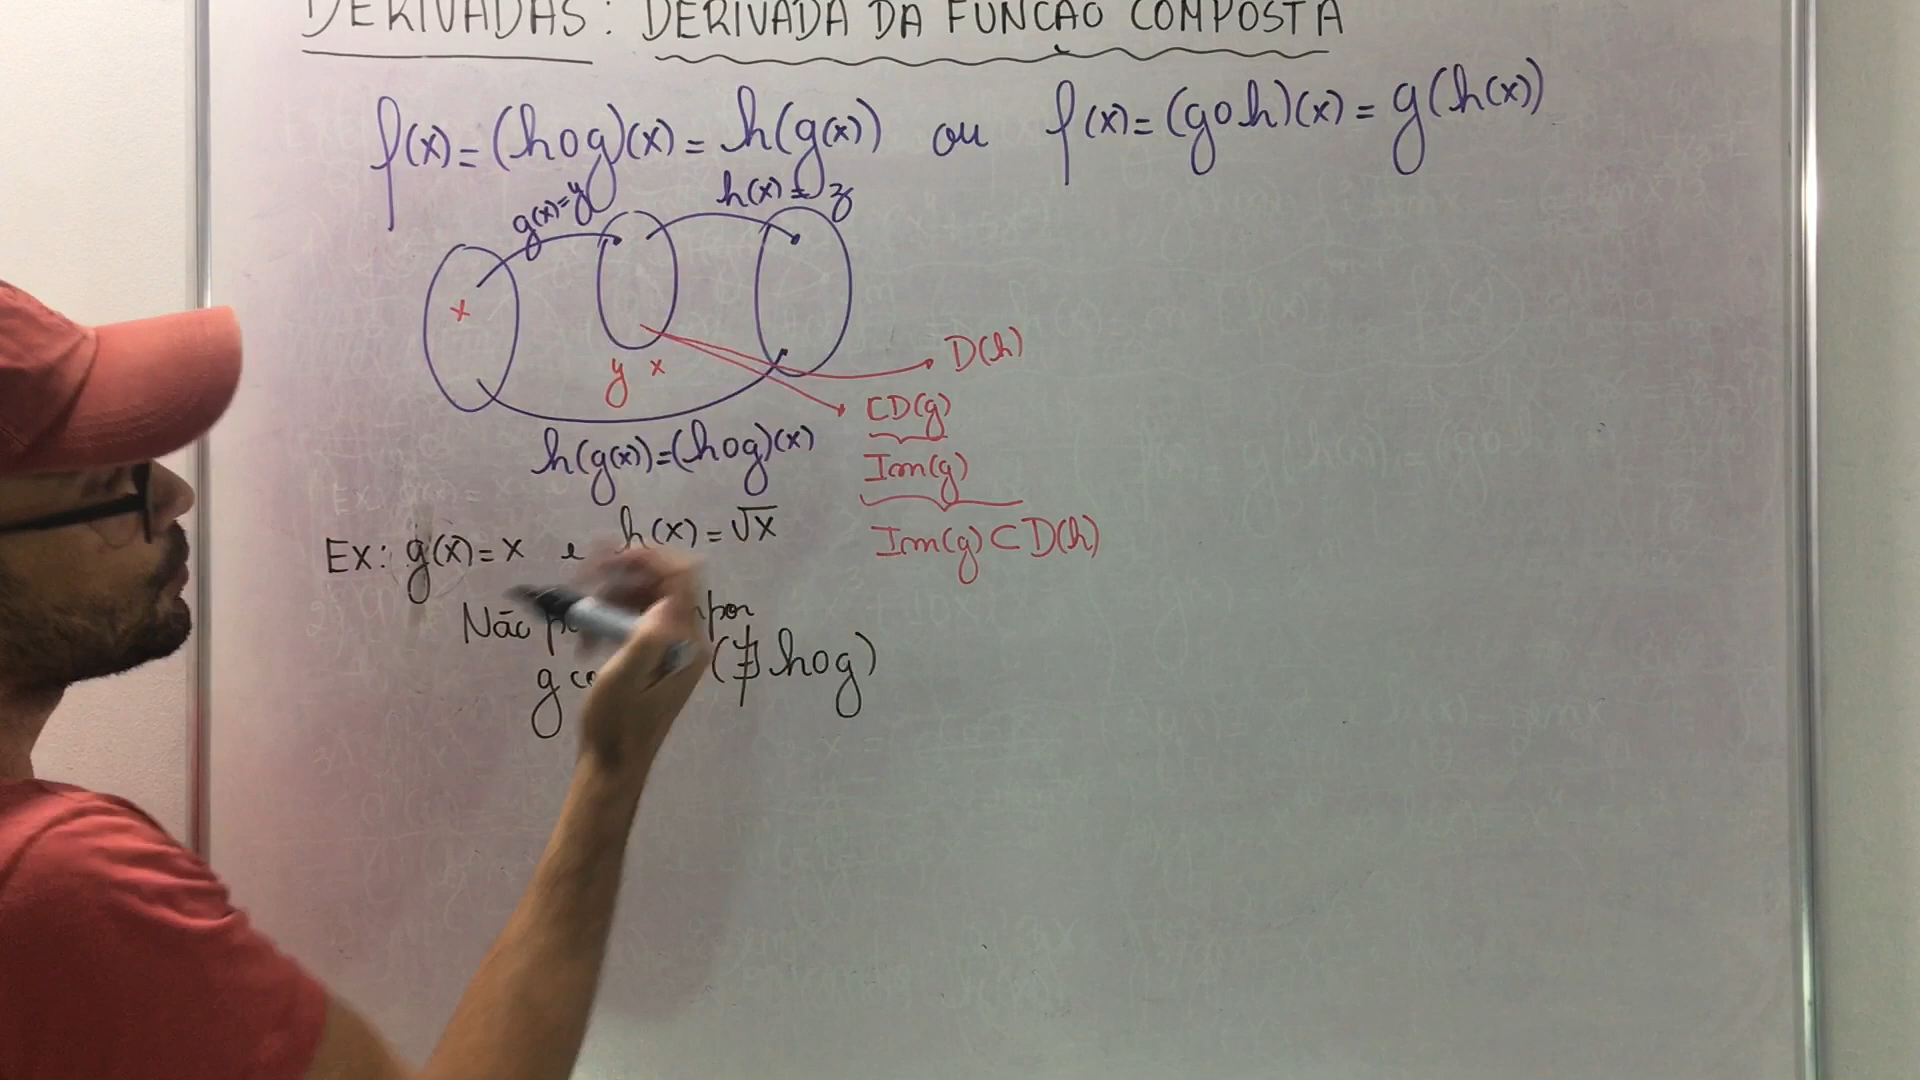 DERIVADAS: DERIVADA DA FUNÇÃO COMPOSTA
f(x) = (hog)(x) = h(g(x)) ou f(x) = (goh)(x) = g(h(x))
g(x)=y
h(x) = z
x
y x
D(h)
CD(g)
h(g(x))=(hog)(x)
Im(g)
Ex: g(x) = x e h(x) = √x
Im(g) ⊂ D(h)
Não
g (∄ hog)